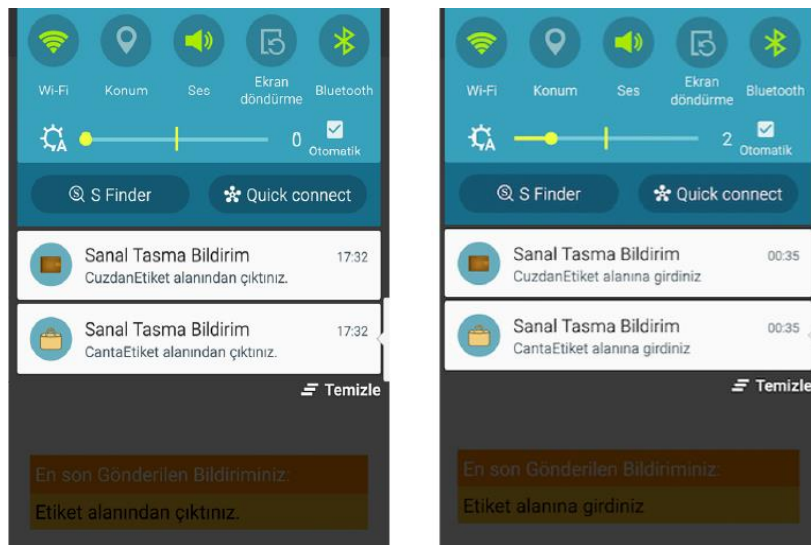 Wi-Fi
Konum
Ses
Ekran
döndürme
Bluetooth
0
Otomatik
S Finder
Quick connect
Sanal Tasma Bildirim 17:32
CuzdanEtiket alanından çıktınız.
Sanal Tasma Bildirim 17:32
CantaEtiket alanından çıktınız.
Temizle
En son Gönderilen Bildiriminiz:
Etiket alanından çıktınız.
Wi-Fi
Konum
Ses
Ekran
döndürme
Bluetooth
2
Otomatik
S Finder
Quick connect
Sanal Tasma Bildirim 00:35
CuzdanEtiket alanına girdiniz
Sanal Tasma Bildirim 00:35
CantaEtiket alanına girdiniz
Temizle
En son Gönderilen Bildiriminiz:
Etiket alanına girdiniz